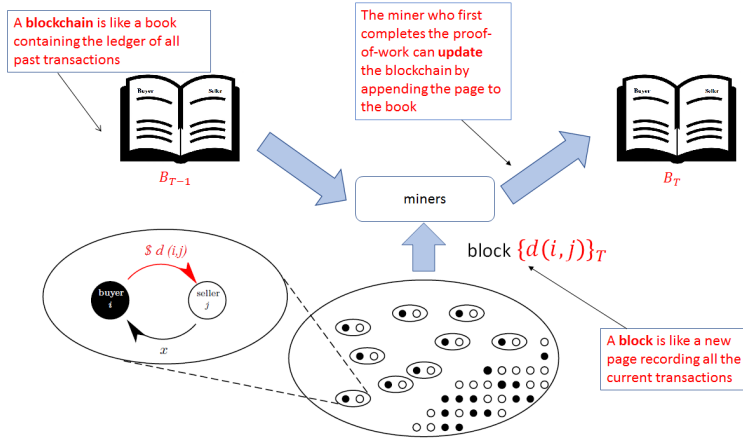 A blockchain is like a book
containing the ledger of all
past transactions
The miner who first
completes the proof-
of-work can update
the blockchain by
appending the page to
the book
Buyer Seller
Buyer Seller
B_{T−1}
B_T
miners
block {d(i,j)}_T
$ d (i,j)
buyer
i
seller
j
x
A block is like a new
page recording all the
current transactions